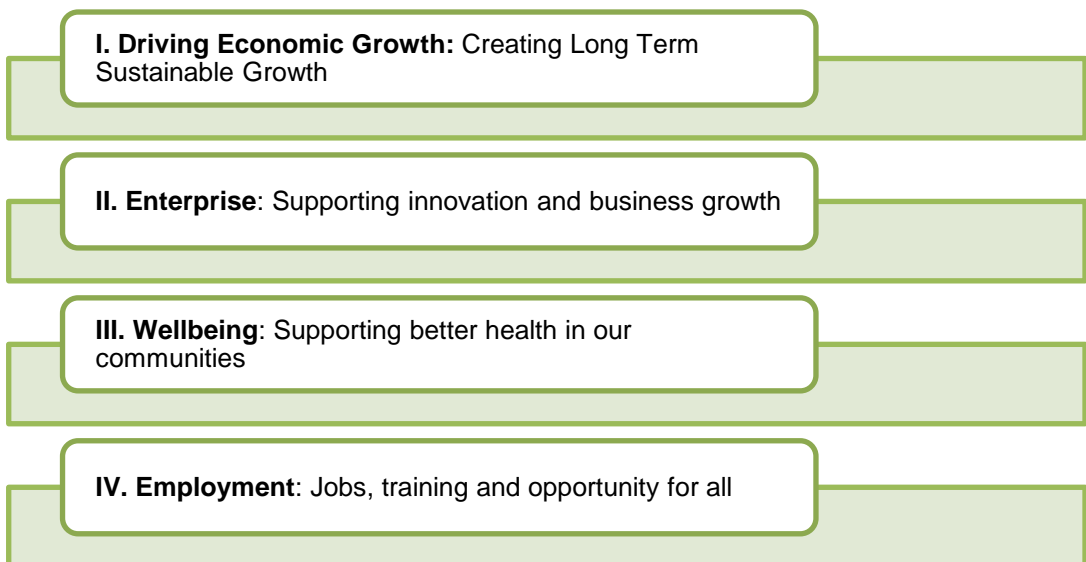 I. Driving Economic Growth: Creating Long Term
Sustainable Growth
II. Enterprise: Supporting innovation and business growth
III. Wellbeing: Supporting better health in our
communities
IV. Employment: Jobs, training and opportunity for all